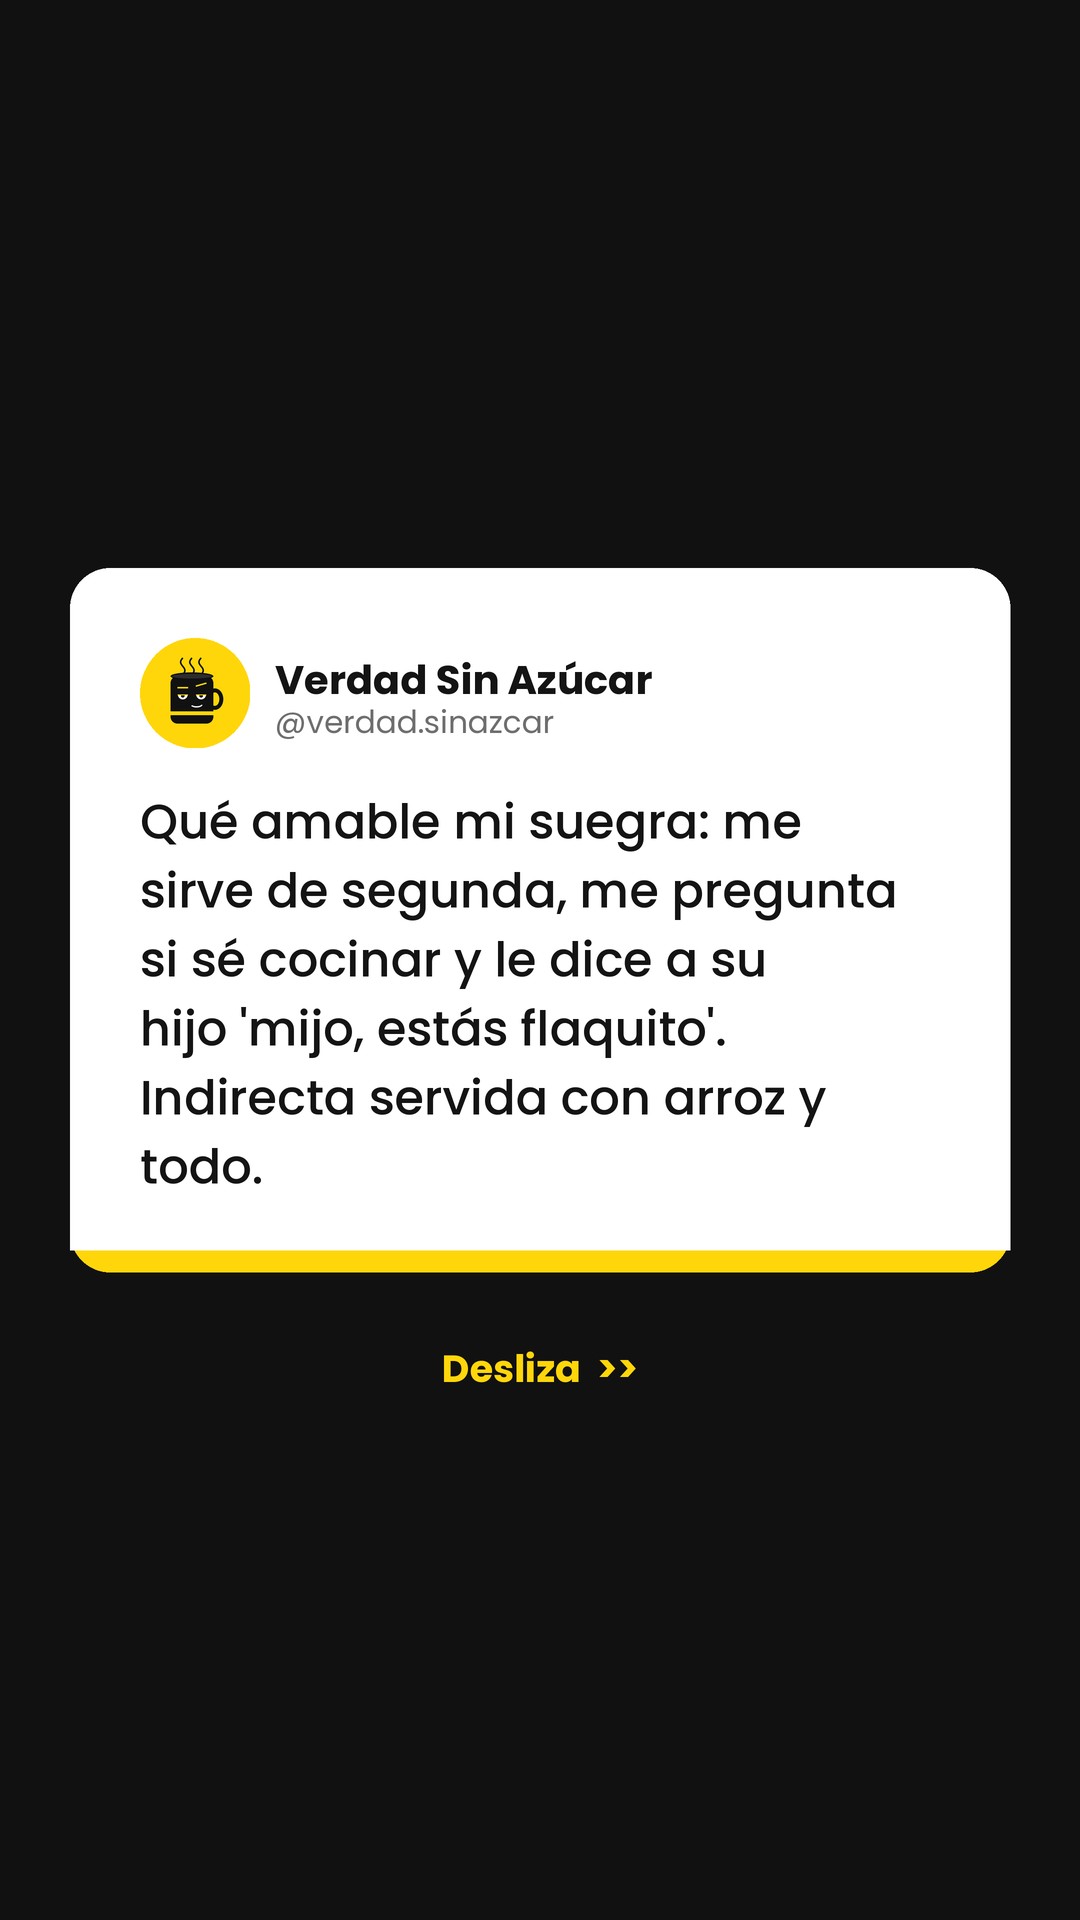 Verdad Sin Azúcar
@verdad.sinazcar
Qué amable mi suegra: me
sirve de segunda, me pregunta
si sé cocinar y le dice a su
hijo 'mijo, estás flaquito'.
Indirecta servida con arroz y
todo.
Desliza >>